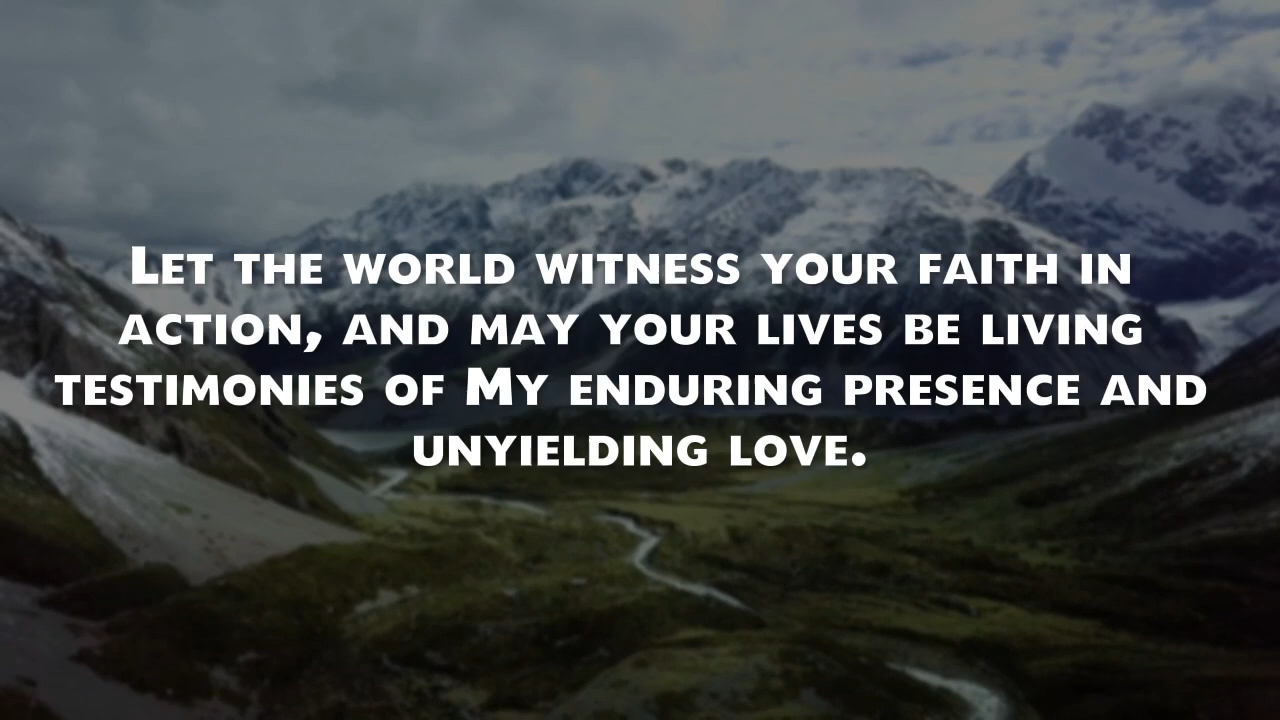 Let the world witness your faith in
action, and may your lives be living
testimonies of My enduring presence and
unyielding love.